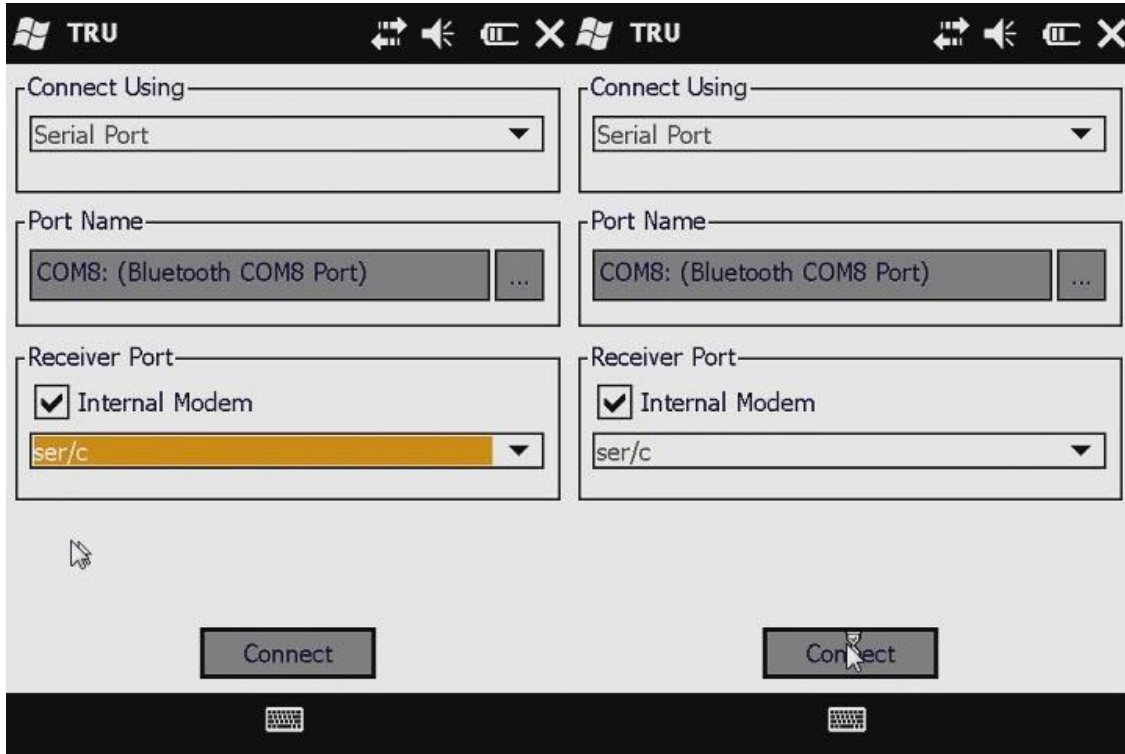 TRU
Connect Using
Serial Port
Port Name
COM8: (Bluetooth COM8 Port)
...
Receiver Port
Internal Modem
ser/c
Connect
TRU
Connect Using
Serial Port
Port Name
COM8: (Bluetooth COM8 Port)
...
Receiver Port
Internal Modem
ser/c
Connect